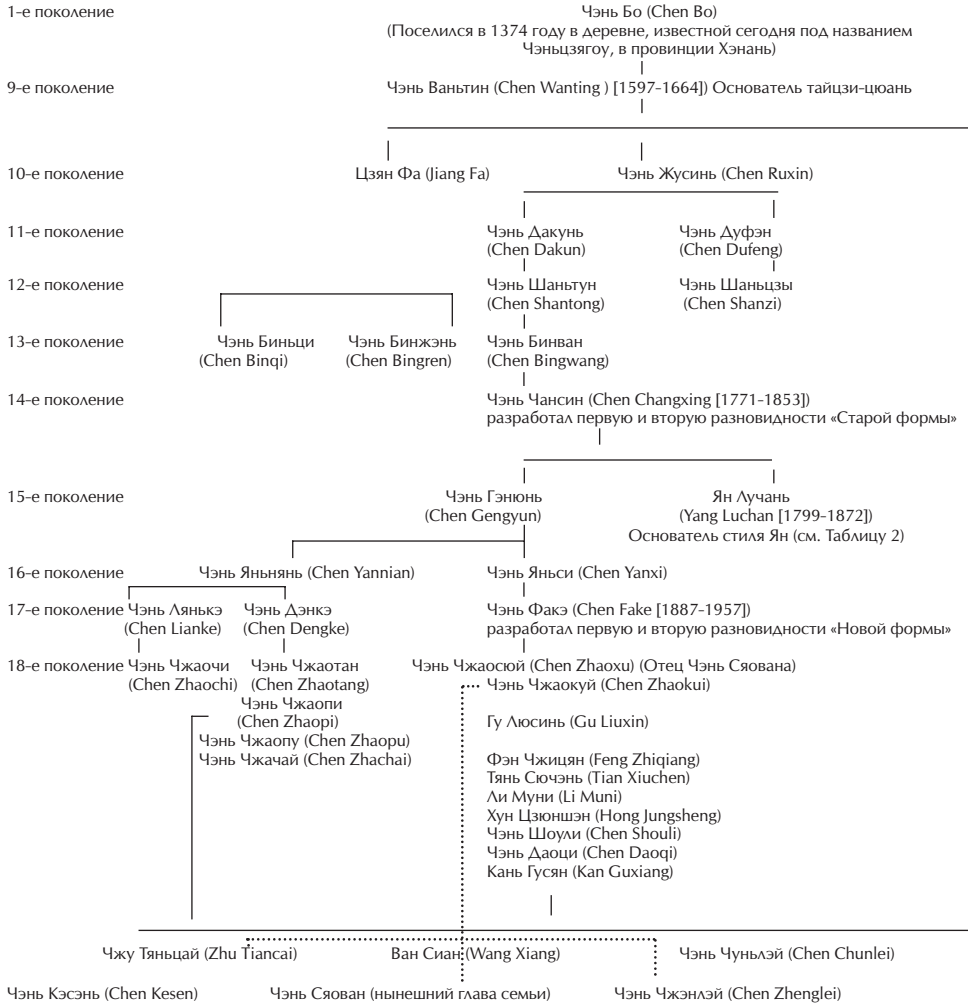 1-е поколение Чэнь Бо (Chen Bo)
(Поселился в 1374 году в деревне, известной сегодня под названием
Чэньцзягоу, в провинции Хэнань)
9-е поколение Чэнь Ваньтин (Chen Wanting ) [1597-1664]) Основатель тайцзи-цюань
10-е поколение Цзян Фа (Jiang Fa) Чэнь Жусинь (Chen Ruxin)
11-е поколение Чэнь Дакунь Чэнь Дуфэн
(Chen Dakun) (Chen Dufeng)
12-е поколение Чэнь Шаньтун Чэнь Шаньцзы
(Chen Shantong) (Chen Shanzi)
13-е поколение Чэнь Биньци Чэнь Бинжэнь Чэнь Бинван
(Chen Binqi) (Chen Bingren) (Chen Bingwang)
14-е поколение Чэнь Чансин (Chen Changxing [1771-1853])
разработал первую и вторую разновидности «Старой формы»
15-е поколение Чэнь Гэнюнь Ян Лучань
(Chen Gengyun) (Yang Luchan [1799-1872])
Основатель стиля Ян (см. Таблицу 2)
16-е поколение Чэнь Яньнянь (Chen Yannian) Чэнь Яньси (Chen Yanxi)
17-е поколение Чэнь Лянькэ Чэнь Дэнкэ Чэнь Факэ (Chen Fake [1887-1957])
(Chen Lianke) (Chen Dengke) разработал первую и вторую разновидности «Новой формы»
18-е поколение Чэнь Чжаочи Чэнь Чжаотан Чэнь Чжаосюй (Chen Zhaoxu) (Отец Чэнь Сяована)
(Chen Zhaochi) (Chen Zhaotang) Чэнь Чжаокуй (Chen Zhaokui)
Чэнь Чжаопи
(Chen Zhaopi) Гу Люсинь (Gu Liuxin)
Чэнь Чжаопу (Chen Zhaopu)
Чэнь Чжачай (Chen Zhachai) Фэн Чжицян (Feng Zhiqiang)
Тянь Сючэнь (Tian Xiuchen)
Ли Муни (Li Muni)
Хун Цзюншэн (Hong Jungsheng)
Чэнь Шоули (Chen Shouli)
Чэнь Даоци (Chen Daoqi)
Кань Гусян (Kan Guxiang)
Чжу Тяньцай (Zhu Tiancai) Ван Сиан (Wang Xiang) Чэнь Чуньлэй (Chen Chunlei)
Чэнь Кэсэнь (Chen Kesen) Чэнь Сяован (нынешний глава семьи) Чэнь Чжэнлэй (Chen Zhenglei)